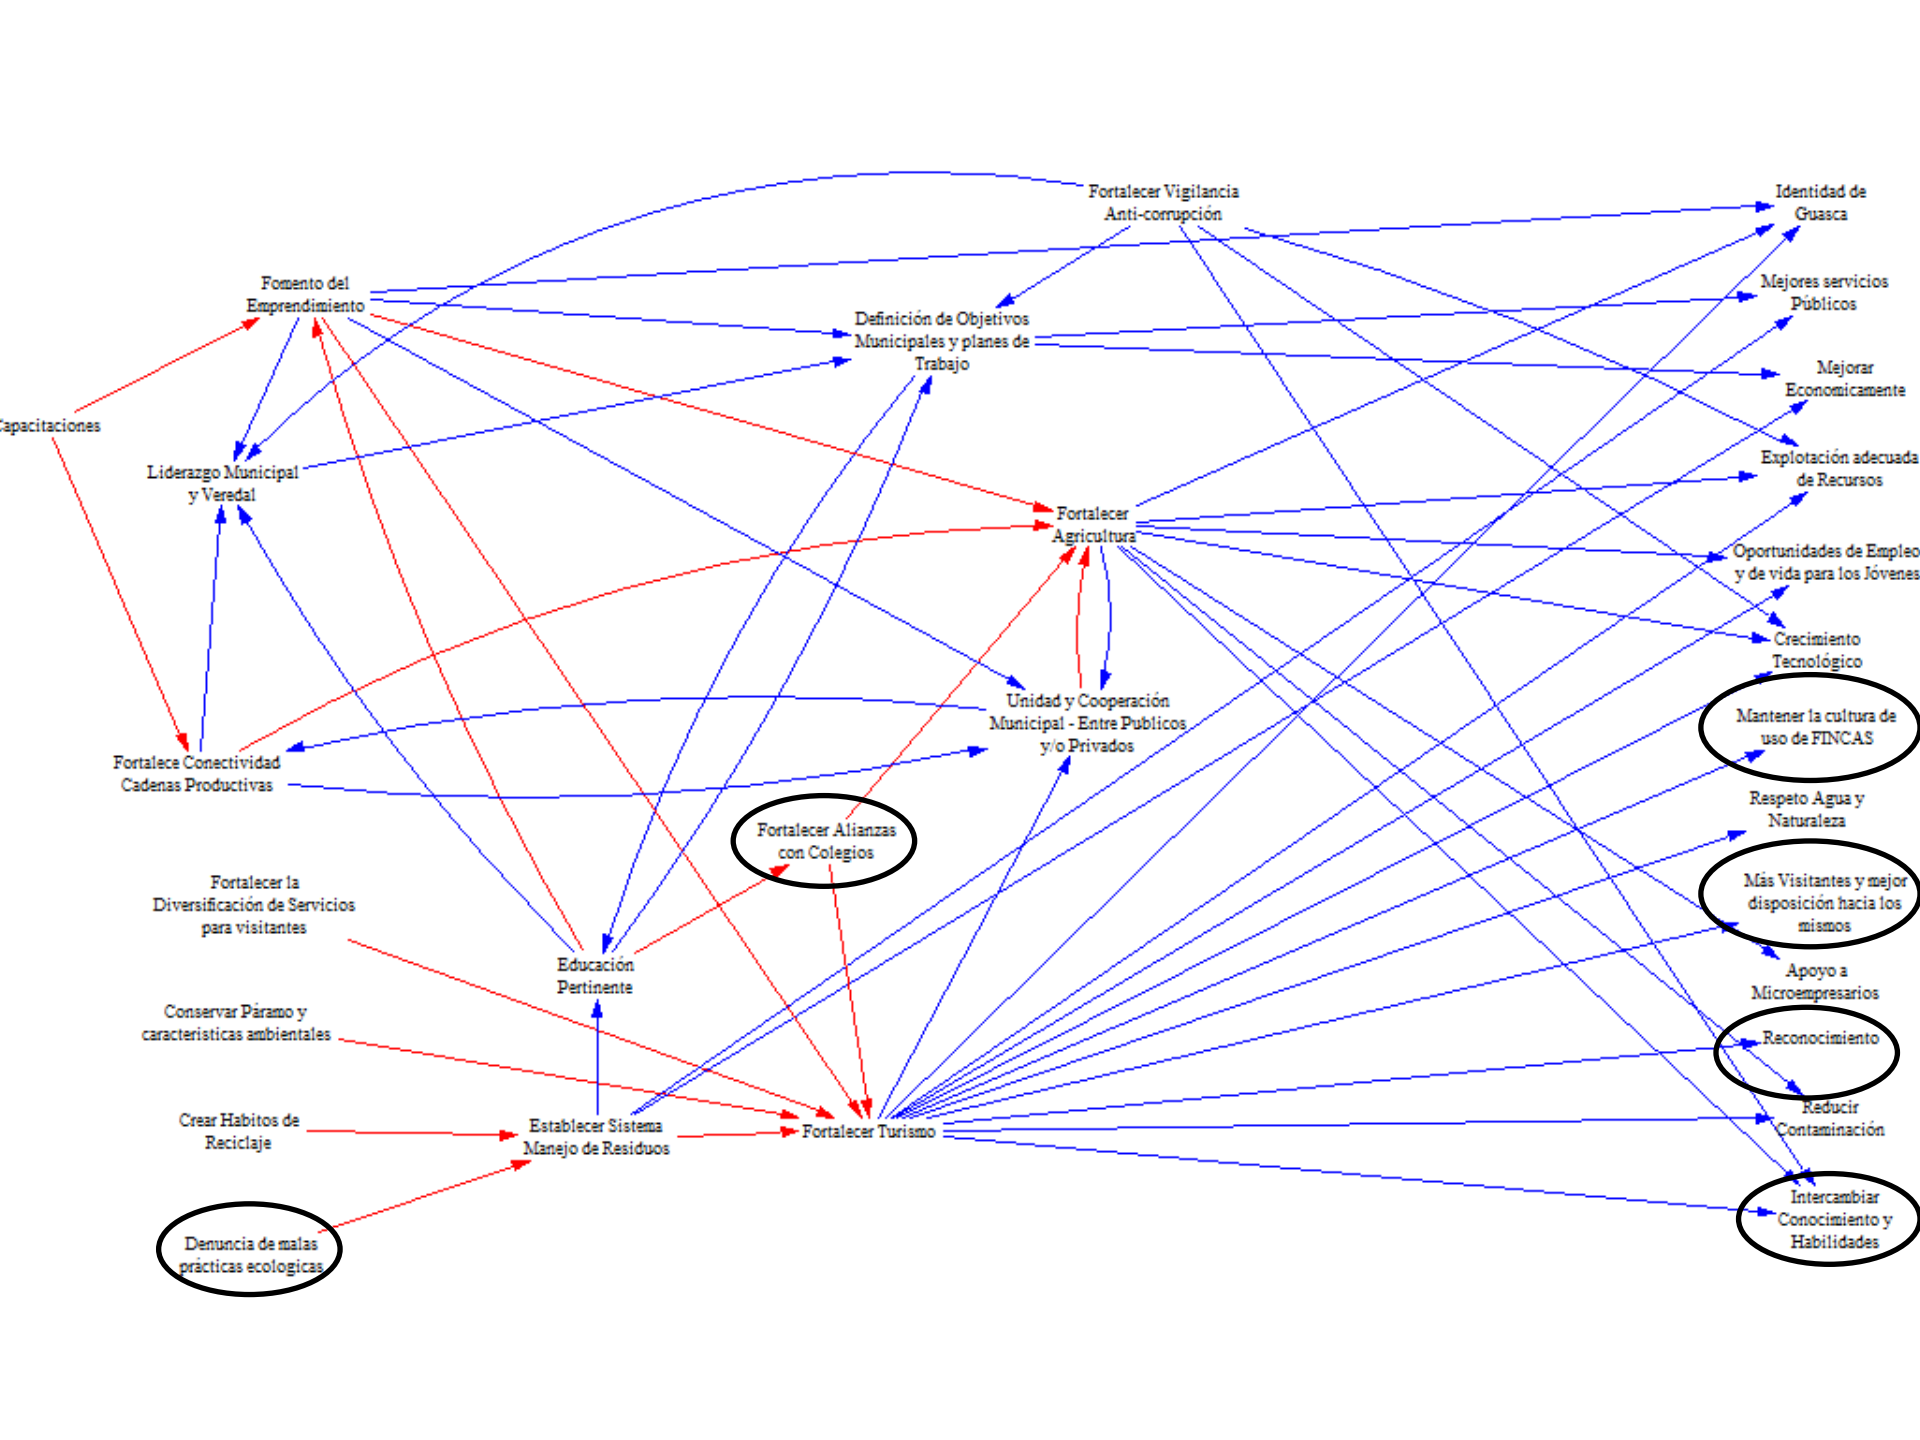 Fortalecer Vigilancia
Anti-corrupción
Identidad de
Guasca
Fomento del
Emprendimiento
Mejores servicios
Públicos
Definición de Objetivos
Municipales y planes de
Trabajo
Mejorar
Economicamente
Capacitaciones
Liderazgo Municipal
y Veredal
Explotación adecuada
de Recursos
Fortalecer
Agricultura
Oportunidades de Empleo
y de vida para los Jóvenes
Crecimiento
Tecnológico
Unidad y Cooperación
Municipal - Entre Publicos
y/o Privados
Mantener la cultura de
uso de FINCAS
Fortalece Conectividad
Cadenas Productivas
Respeto Agua y
Naturaleza
Fortalecer Alianzas
con Colegios
Fortalecer la
Diversificación de Servicios
para visitantes
Más Visitantes y mejor
disposición hacia los
mismos
Educación
Pertinente
Apoyo a
Microempresarios
Conservar Páramo y
caracteristicas ambientales
Reconocimiento
Crear Habitos de
Reciclaje
Establecer Sistema
Manejo de Residuos
Fortalecer Turismo
Reducir
Contaminación
Denuncia de malas
prácticas ecologicas
Intercambiar
Conocimiento y
Habilidades